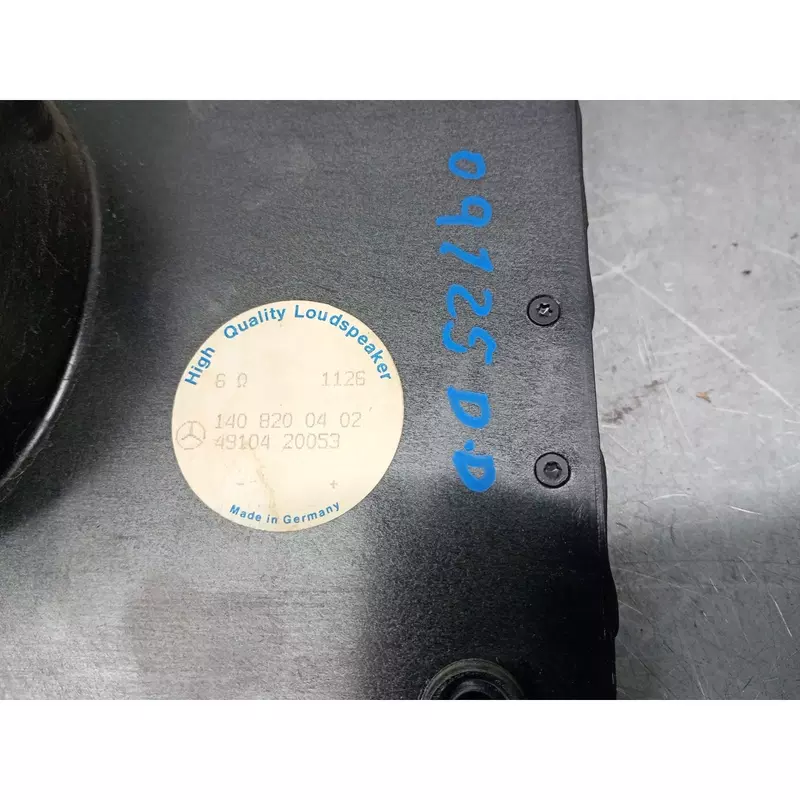 High Quality Loudspeaker
6 Ω 1126
140 820 04 02
49104 20053
- +
Made in Germany
09125 D.D